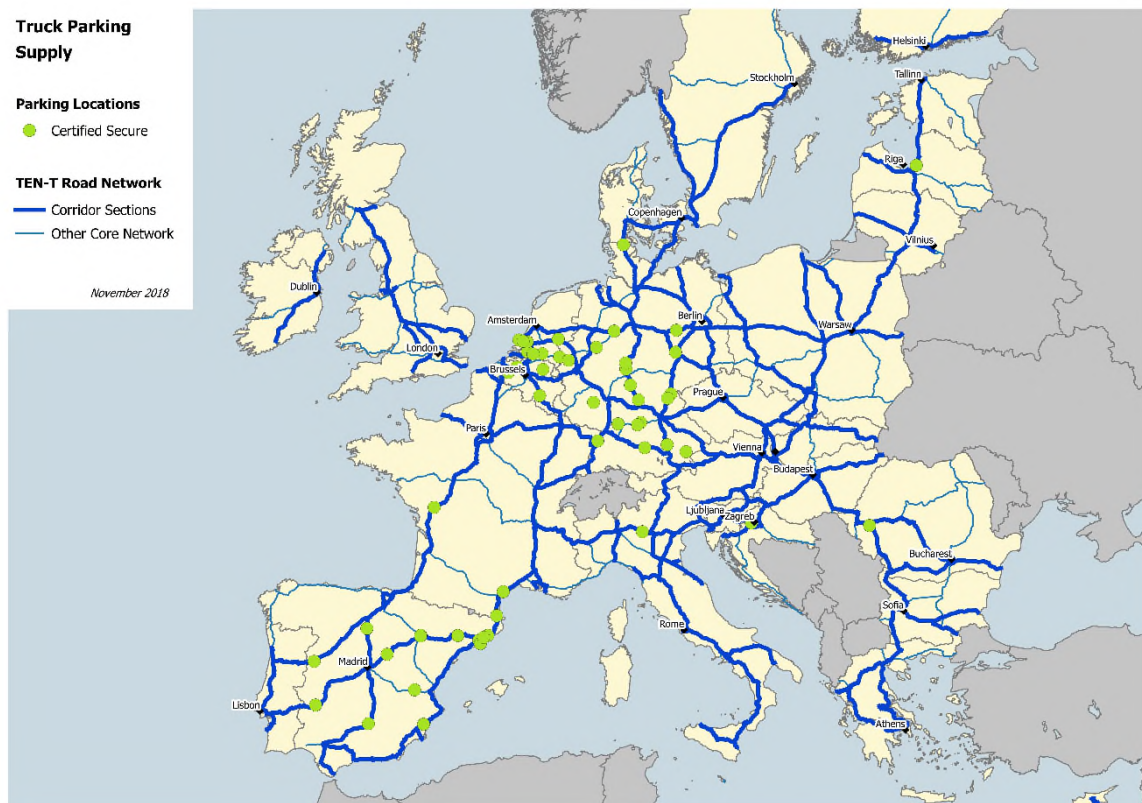 Truck Parking
Supply
Parking Locations
Certified Secure
TEN-T Road Network
Corridor Sections
Other Core Network
November 2018
Helsinki
Tallinn
Stockholm
Riga
Copenhagen
Vilnius
Dublin
Amsterdam
Berlin
Warsaw
London
Brussels
Prague
Paris
Vienna
Budapest
Ljubljana
Zagreb
Bucharest
Sofia
Rome
Madrid
Lisbon
Athens